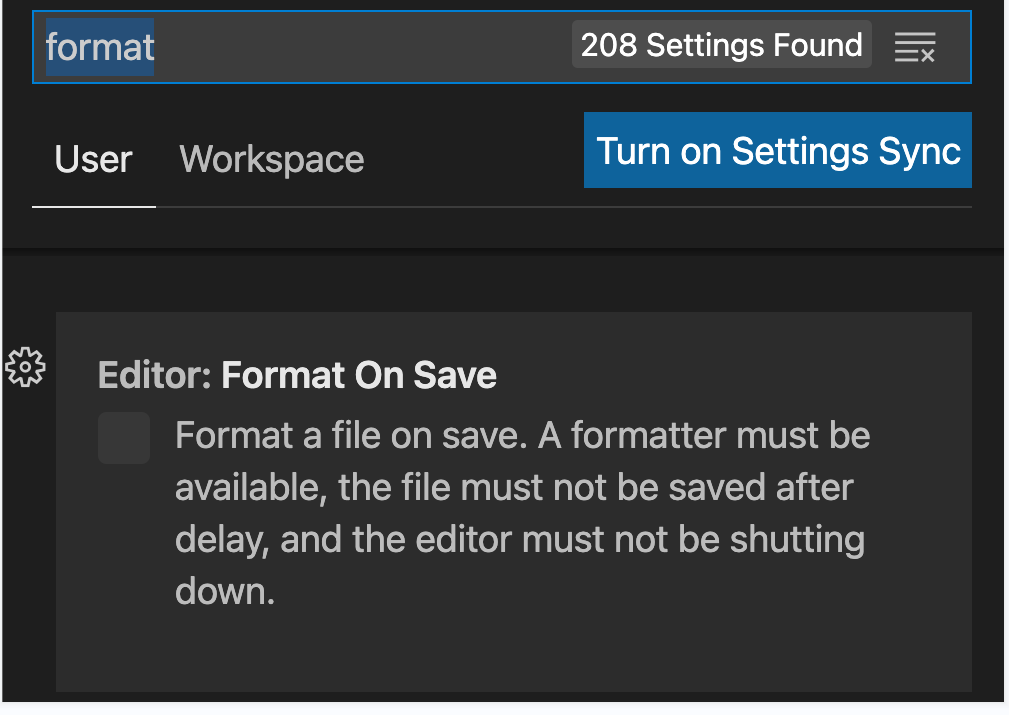 format
208 Settings Found
User
Workspace
Turn on Settings Sync
Editor: Format On Save
Format a file on save. A formatter must be
available, the file must not be saved after
delay, and the editor must not be shutting
down.